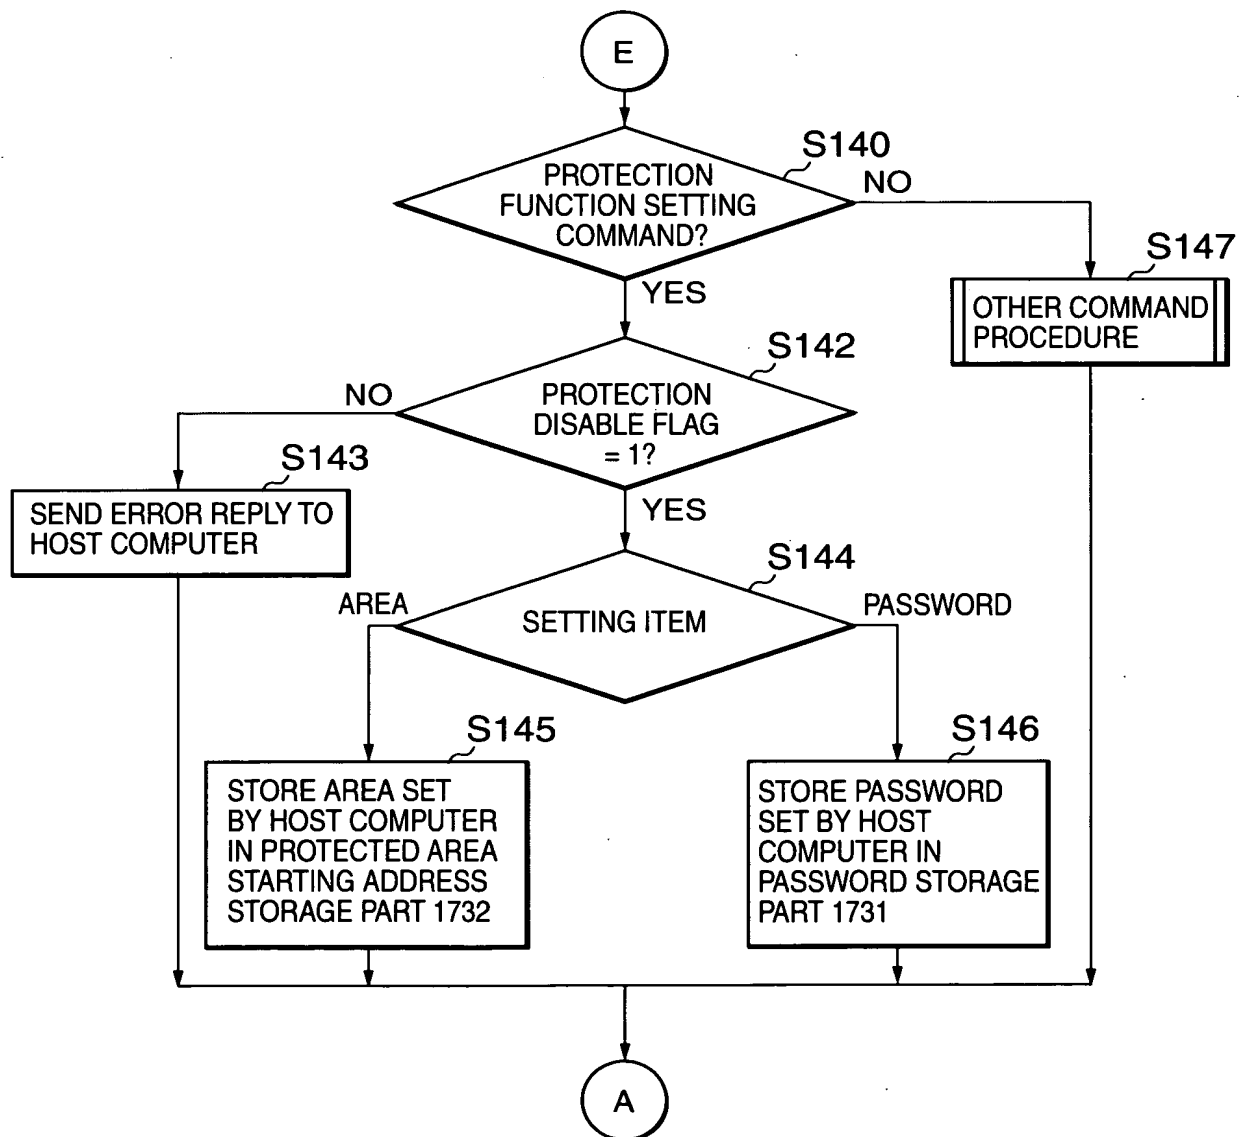 E
S140
PROTECTION
FUNCTION SETTING
COMMAND?
NO
YES
S147
OTHER COMMAND
PROCEDURE
S142
PROTECTION
DISABLE FLAG
= 1?
NO
YES
S143
SEND ERROR REPLY TO
HOST COMPUTER
S144
SETTING ITEM
AREA
PASSWORD
S145
STORE AREA SET
BY HOST COMPUTER
IN PROTECTED AREA
STARTING ADDRESS
STORAGE PART 1732
S146
STORE PASSWORD
SET BY HOST
COMPUTER IN
PASSWORD STORAGE
PART 1731
A